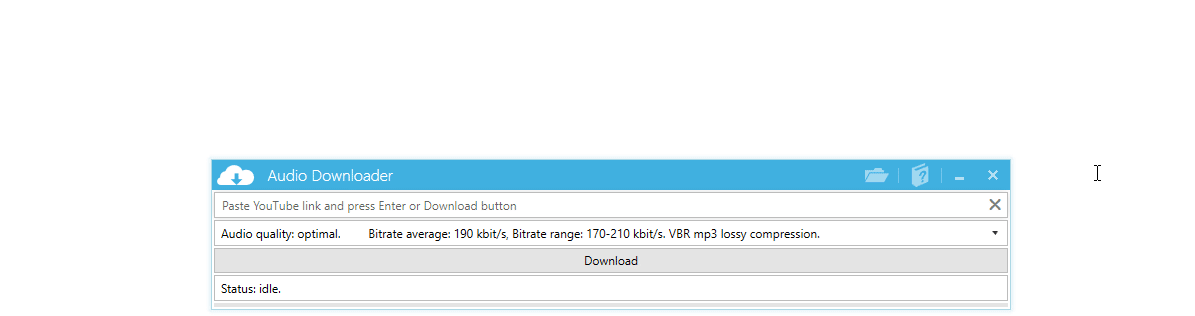 Audio Downloader
?
Paste YouTube link and press Enter or Download button
Audio quality: optimal. Bitrate average: 190 kbit/s, Bitrate range: 170-210 kbit/s. VBR mp3 lossy compression.
Download
Status: idle.